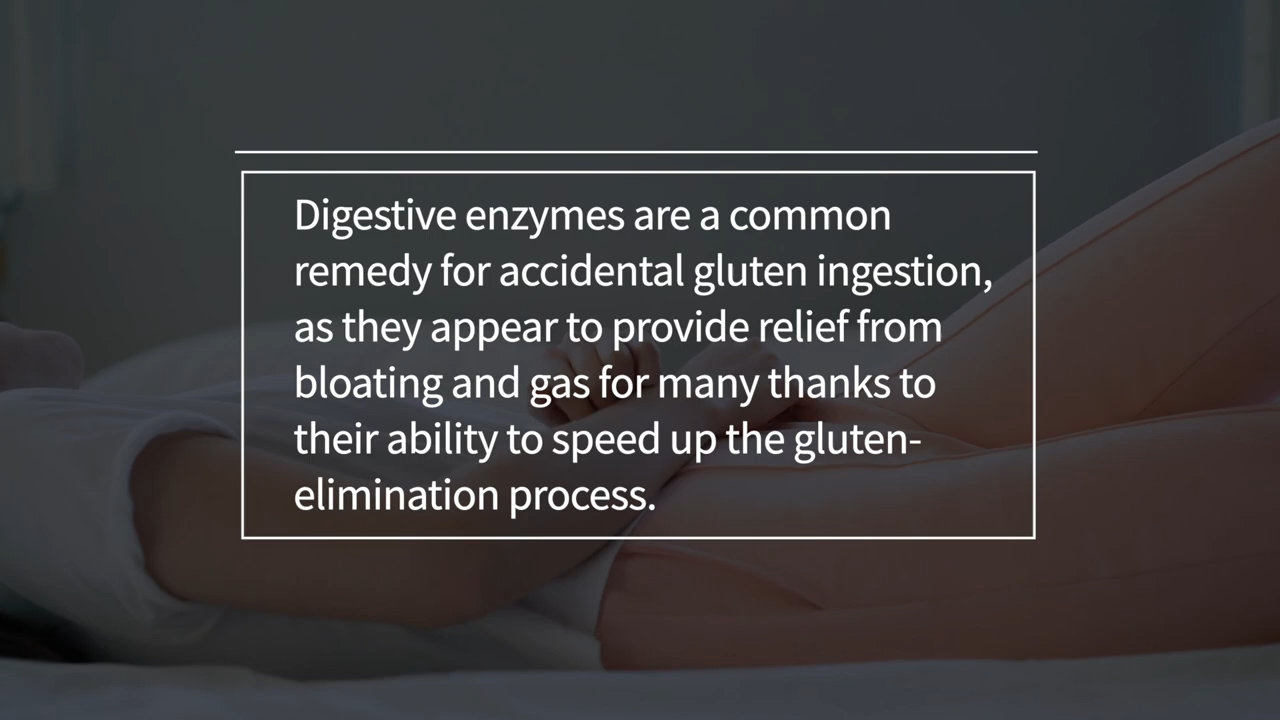 Digestive enzymes are a common
remedy for accidental gluten ingestion,
as they appear to provide relief from
bloating and gas for many thanks to
their ability to speed up the gluten-
elimination process.